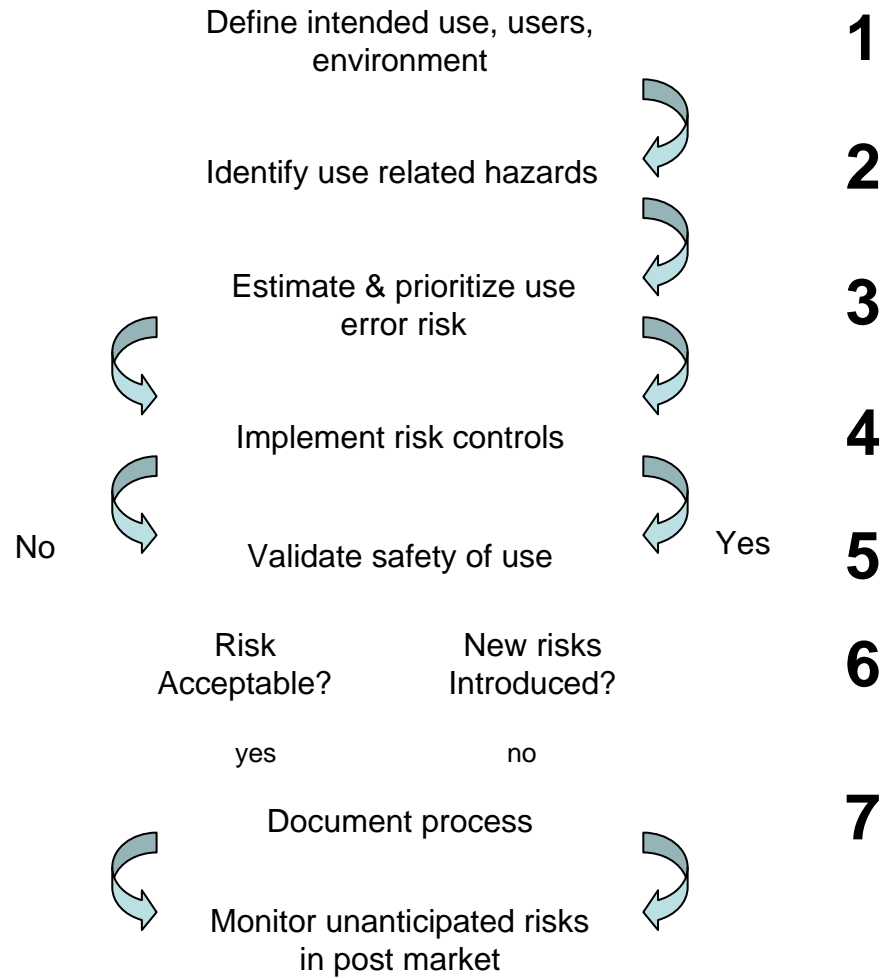 Define intended use, users,
environment
1
Identify use related hazards
2
Estimate & prioritize use
error risk
3
Implement risk controls
4
No
Validate safety of use
Yes
5
Risk
Acceptable?
New risks
Introduced?
6
yes
no
Document process
7
Monitor unanticipated risks
in post market